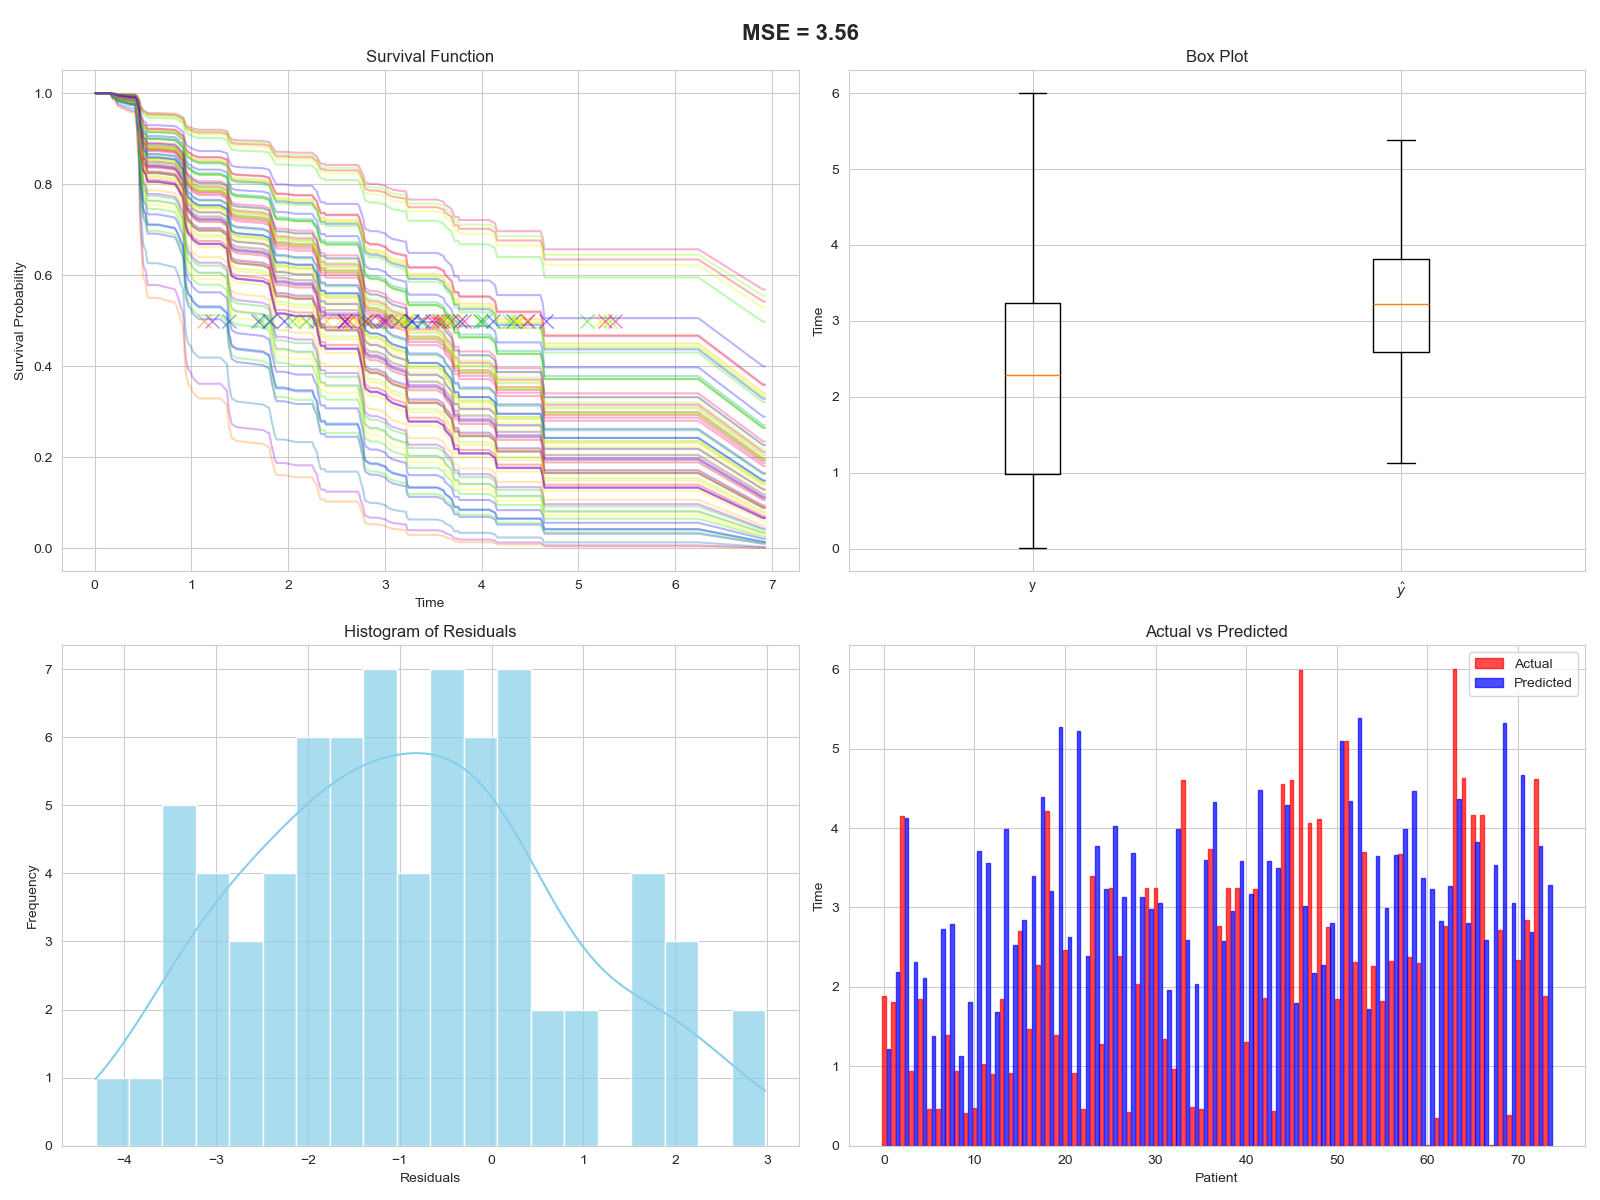 MSE = 3.56
Survival Function
Survival Probability
1.0
0.8
0.6
0.4
0.2
0.0
0 1 2 3 4 5 6 7
Time
Box Plot
Time
6
5
4
3
2
1
0
y ŷ
Histogram of Residuals
Frequency
7
6
5
4
3
2
1
0
−4 −3 −2 −1 0 1 2 3
Residuals
Actual vs Predicted
Actual
Predicted
Time
6
5
4
3
2
1
0
0 10 20 30 40 50 60 70
Patient